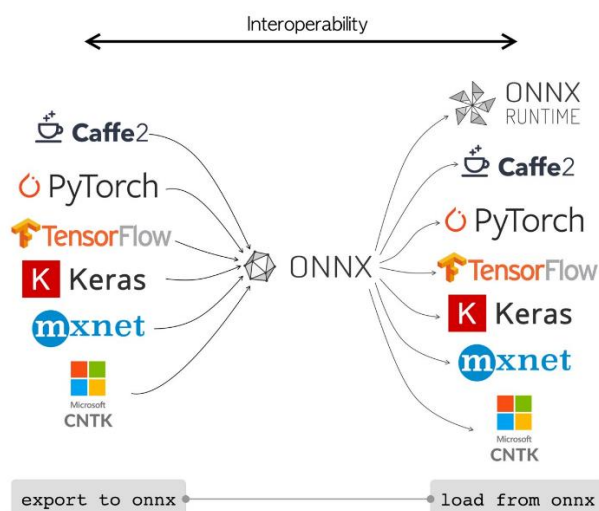 Interoperability
Caffe2
PyTorch
TensorFlow
K Keras
mxnet
Microsoft
CNTK
ONNX
ONNX
RUNTIME
Caffe2
PyTorch
TensorFlow
K Keras
mxnet
Microsoft
CNTK
export to onnx
load from onnx